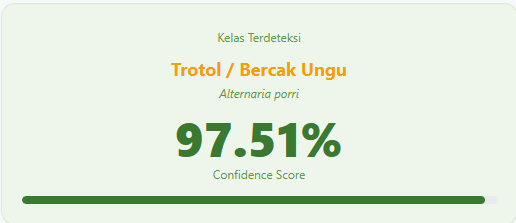 Kelas Terdeteksi
Trotol / Bercak Ungu
Alternaria porri
97.51%
Confidence Score